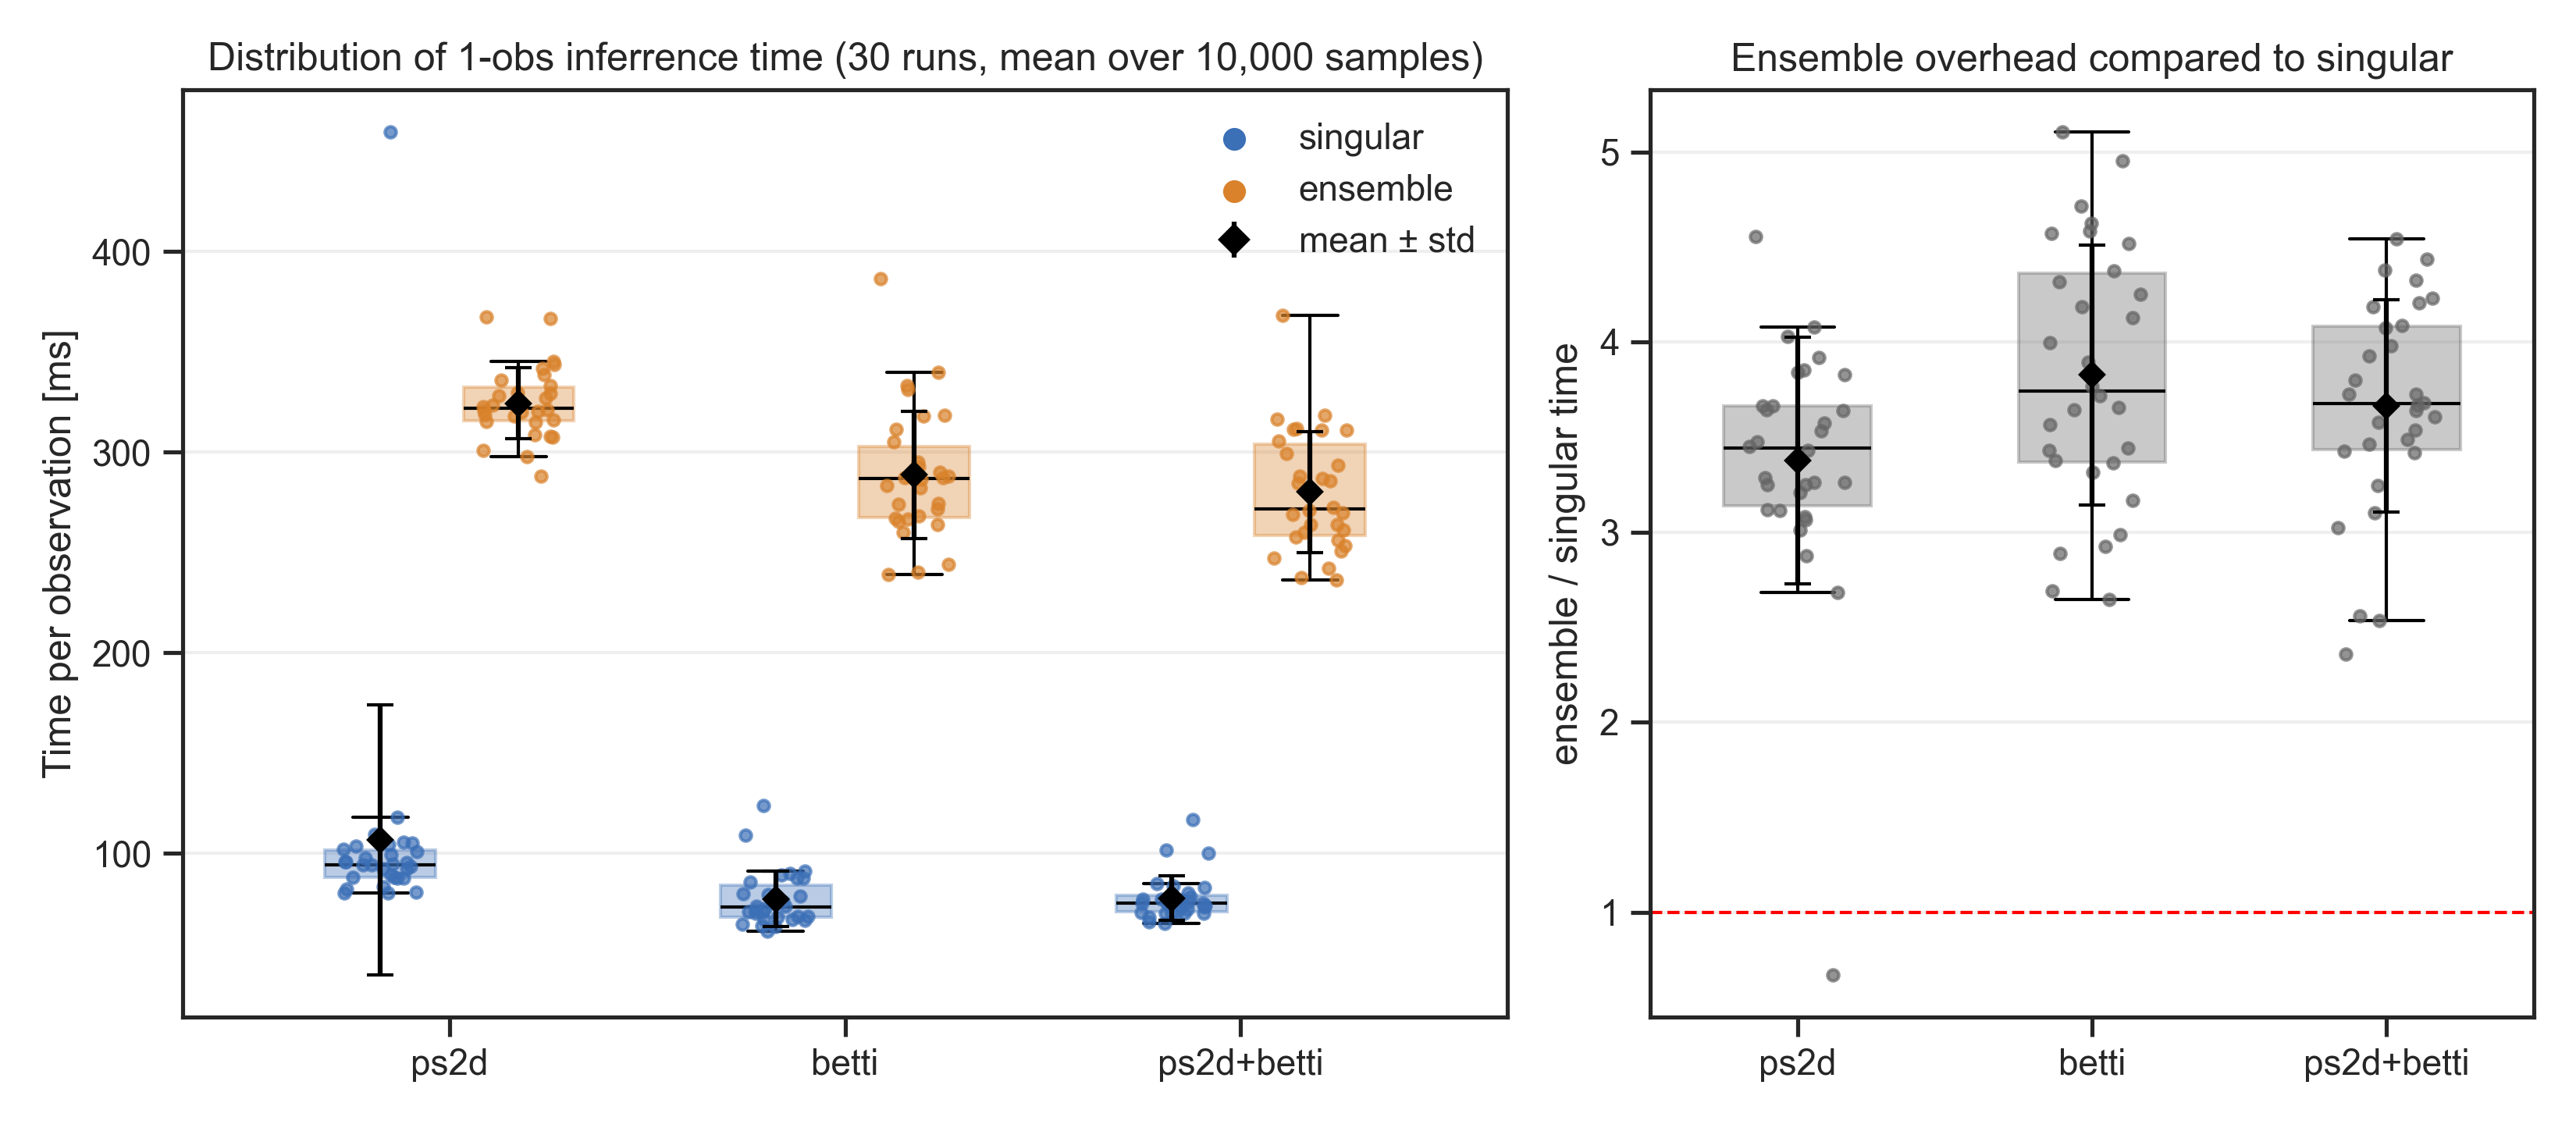 Distribution of 1-obs inferrence time (30 runs, mean over 10,000 samples)
Time per observation [ms]
400
300
200
100
singular
ensemble
mean ± std
ps2d
betti
ps2d+betti
Ensemble overhead compared to singular
ensemble / singular time
5
4
3
2
1
ps2d
betti
ps2d+betti